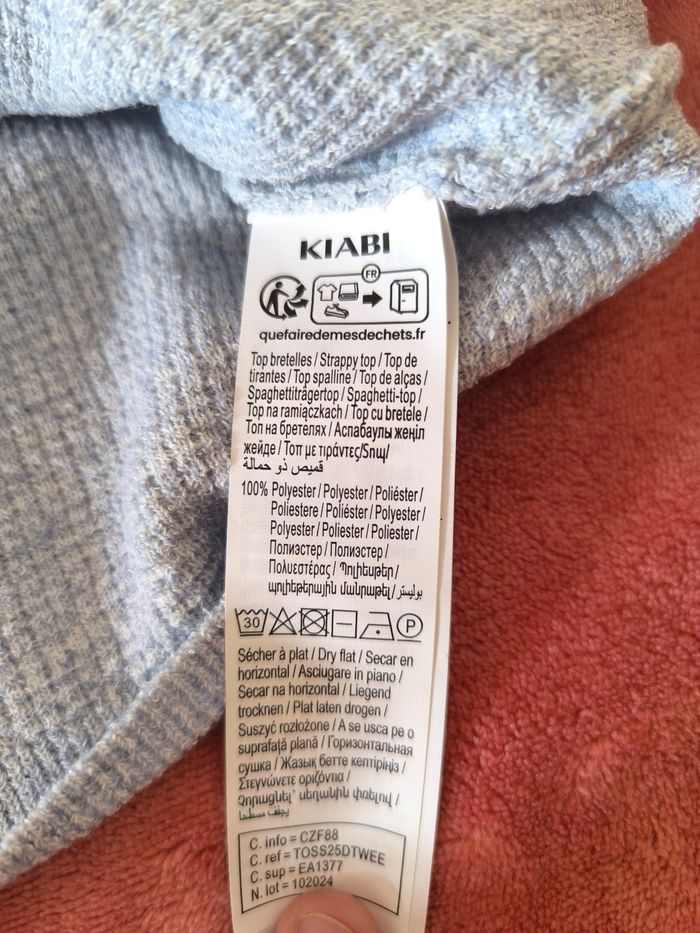 KIABI
FR
quefairedemesdechets.fr
Top bretelles / Strappy top / Top de
tirantes / Top spalline / Top de alças /
Spaghettiträgertop / Spaghetti-top /
Top na ramiączkach / Top cu bretele /
Топ на бретелях / Аспабаулы жеңіл
жейде / Τοπ με τιράντες/Տոպ/
قميص ذو حمالة
100% Polyester / Polyester / Poliéster /
Poliestere / Poliéster / Polyester /
Polyester / Poliester / Poliester /
Полиэстер / Полиэстер /
Πολυεστέρας / Պոլիեսթեր /
պոլիեթերային մանրաթել / بوليستر
30 P
Sécher à plat / Dry flat / Secar en
horizontal / Asciugare in piano /
Secar na horizontal / Liegend
trocknen / Plat laten drogen /
Suszyć rozłożone / A se usca pe o
suprafață plană / Горизонтальная
сушка / Жазық бетте кептіріңіз /
Στεγνώνετε οριζόντια /
Չորացնել՝ սեղանին փռելով /
يجفف مسطحا
C. info = CZF88
C. ref = TOSS25DTWEE
C. sup = EA1377
N. lot = 102024